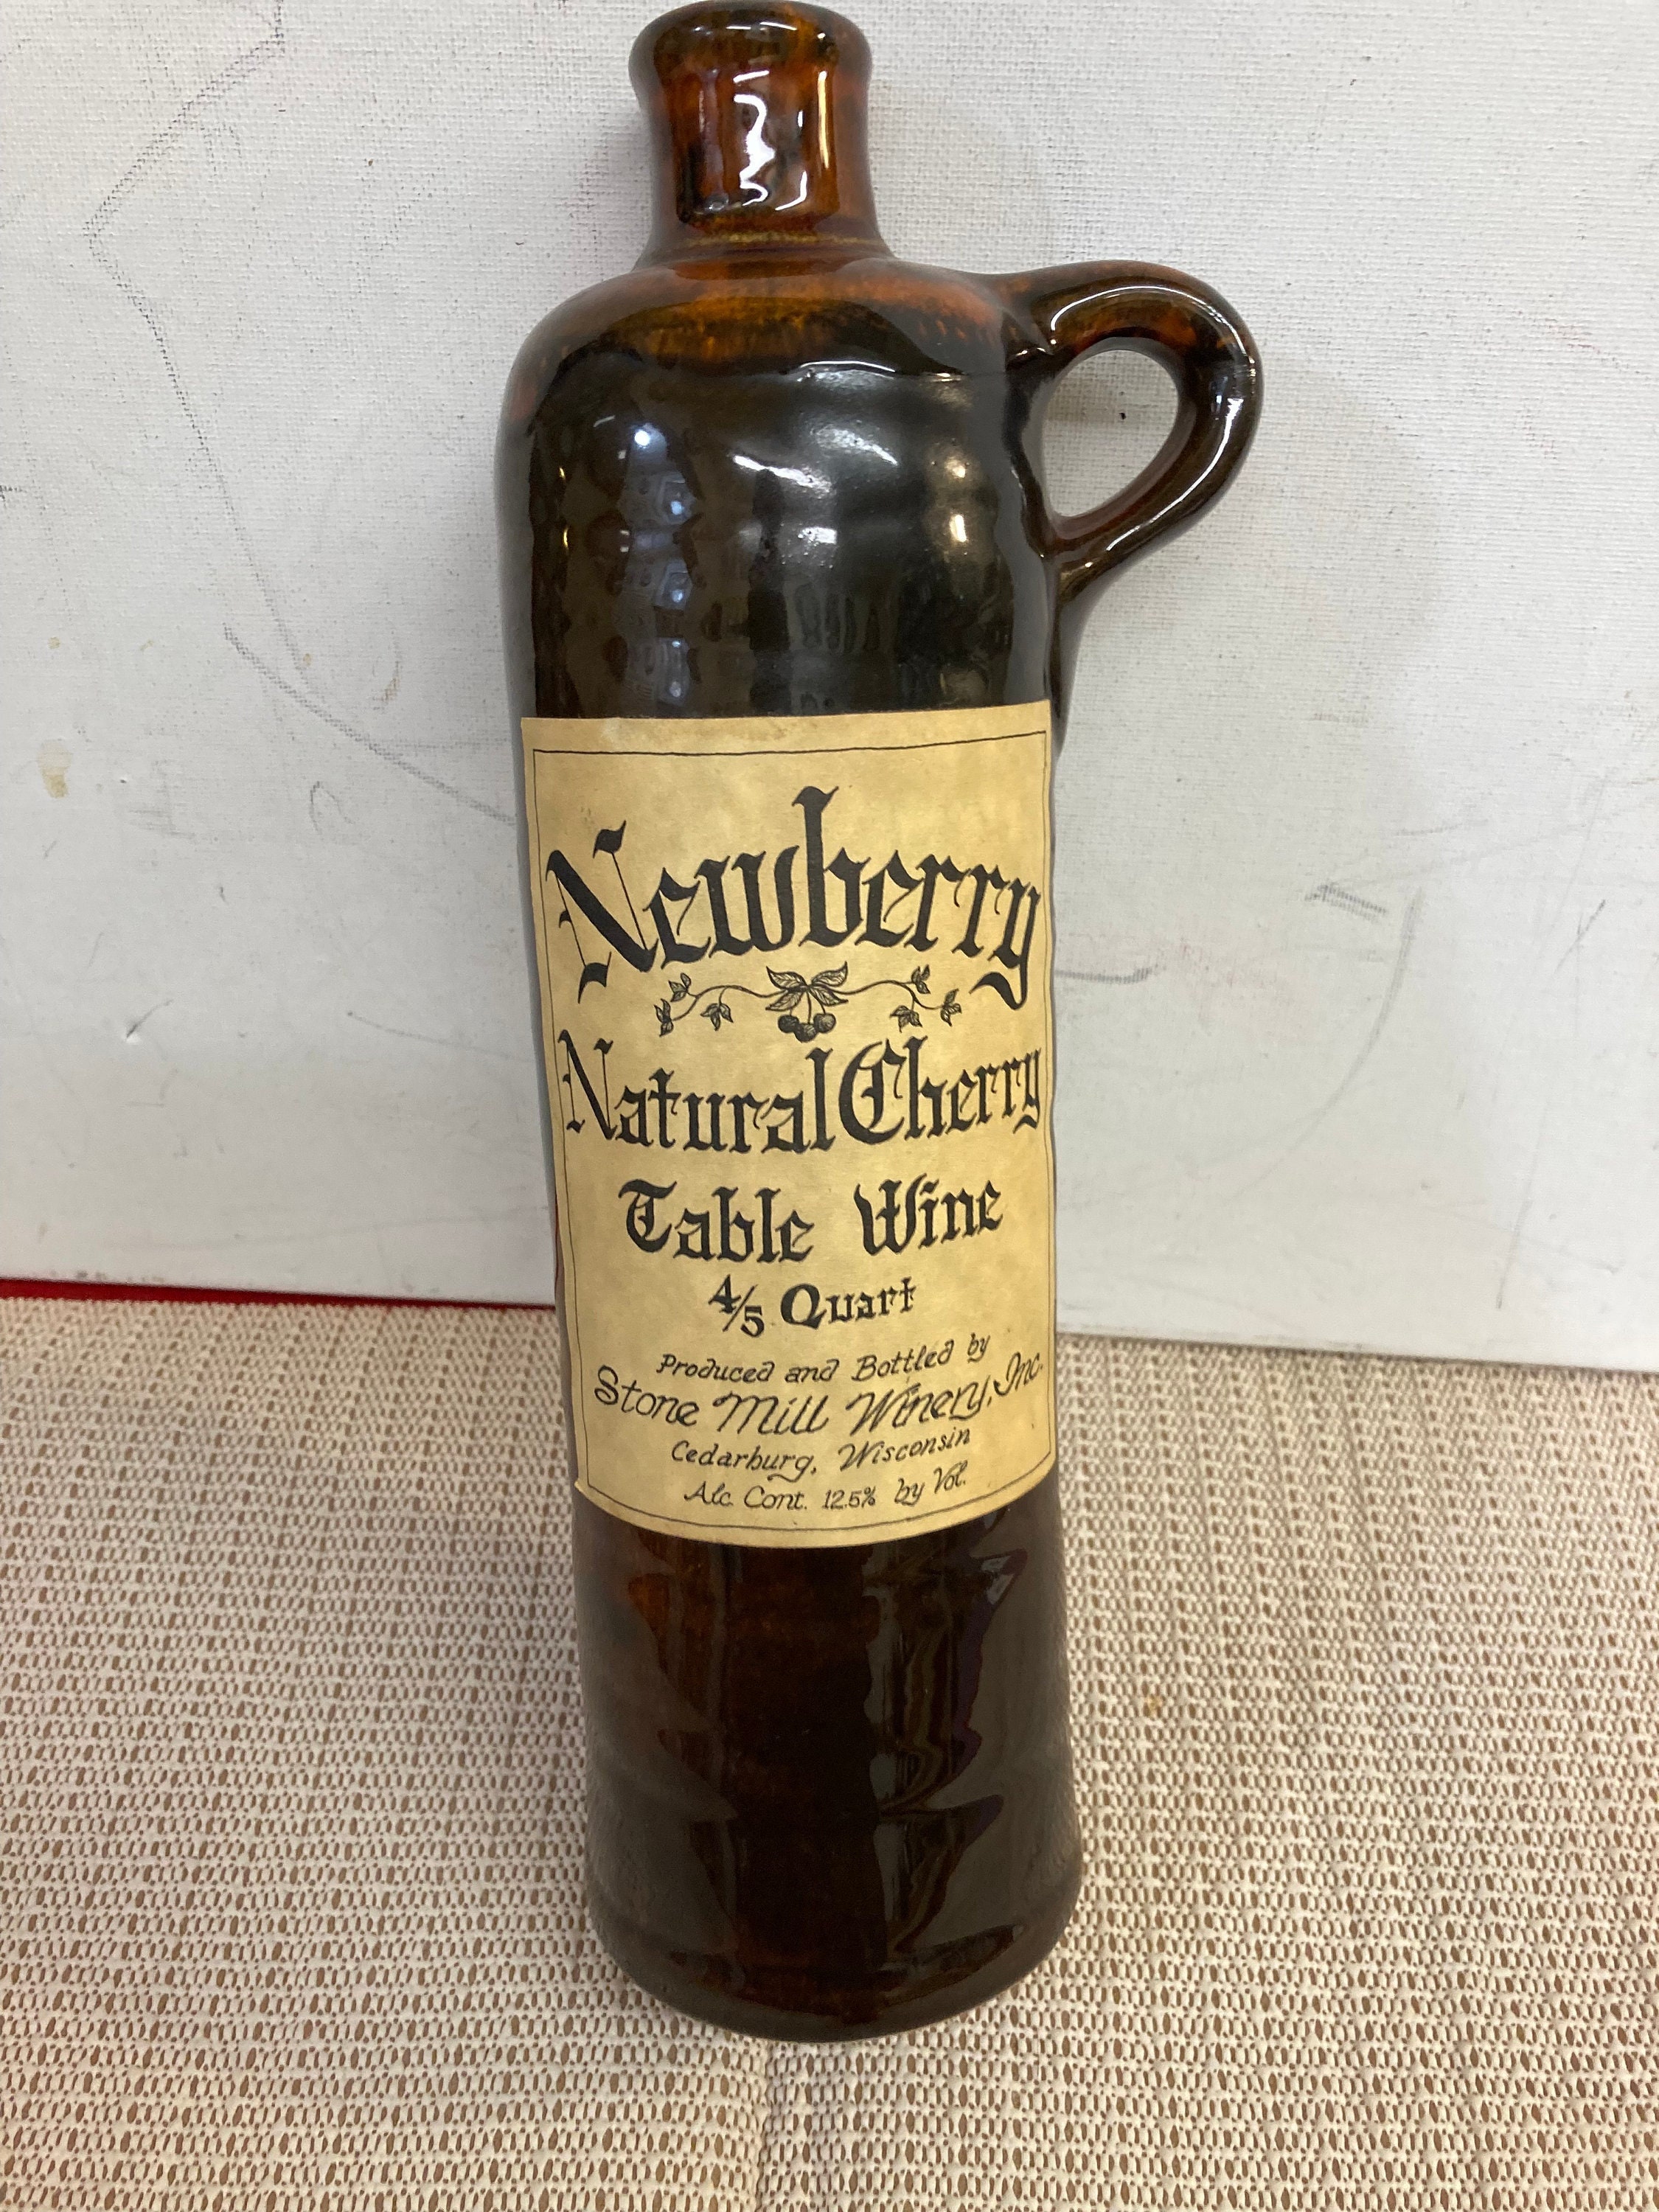 Newberry
Natural Cherry
Table Wine
4/5 Quart
Produced and Bottled by
Stone Mill Winery, Inc.
Cedarburg, Wisconsin
Alc. Cont. 12.5% by Vol.